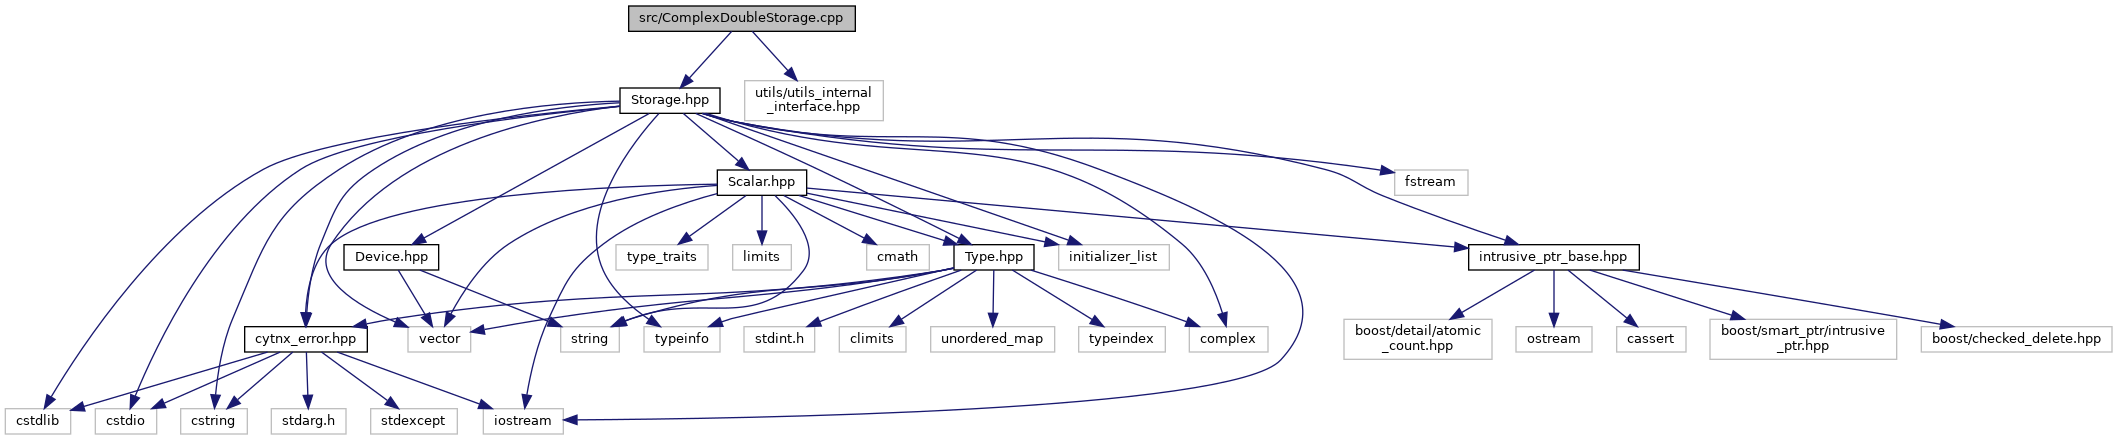 src/ComplexDoubleStorage.cpp
Storage.hpp
utils/utils_internal
_interface.hpp
Scalar.hpp
fstream
Device.hpp
type_traits
limits
cmath
Type.hpp
initializer_list
intrusive_ptr_base.hpp
cytnx_error.hpp
vector
string
typeinfo
stdint.h
climits
unordered_map
typeindex
complex
boost/detail/atomic
_count.hpp
ostream
cassert
boost/smart_ptr/intrusive
_ptr.hpp
boost/checked_delete.hpp
cstdlib
cstdio
cstring
stdarg.h
stdexcept
iostream